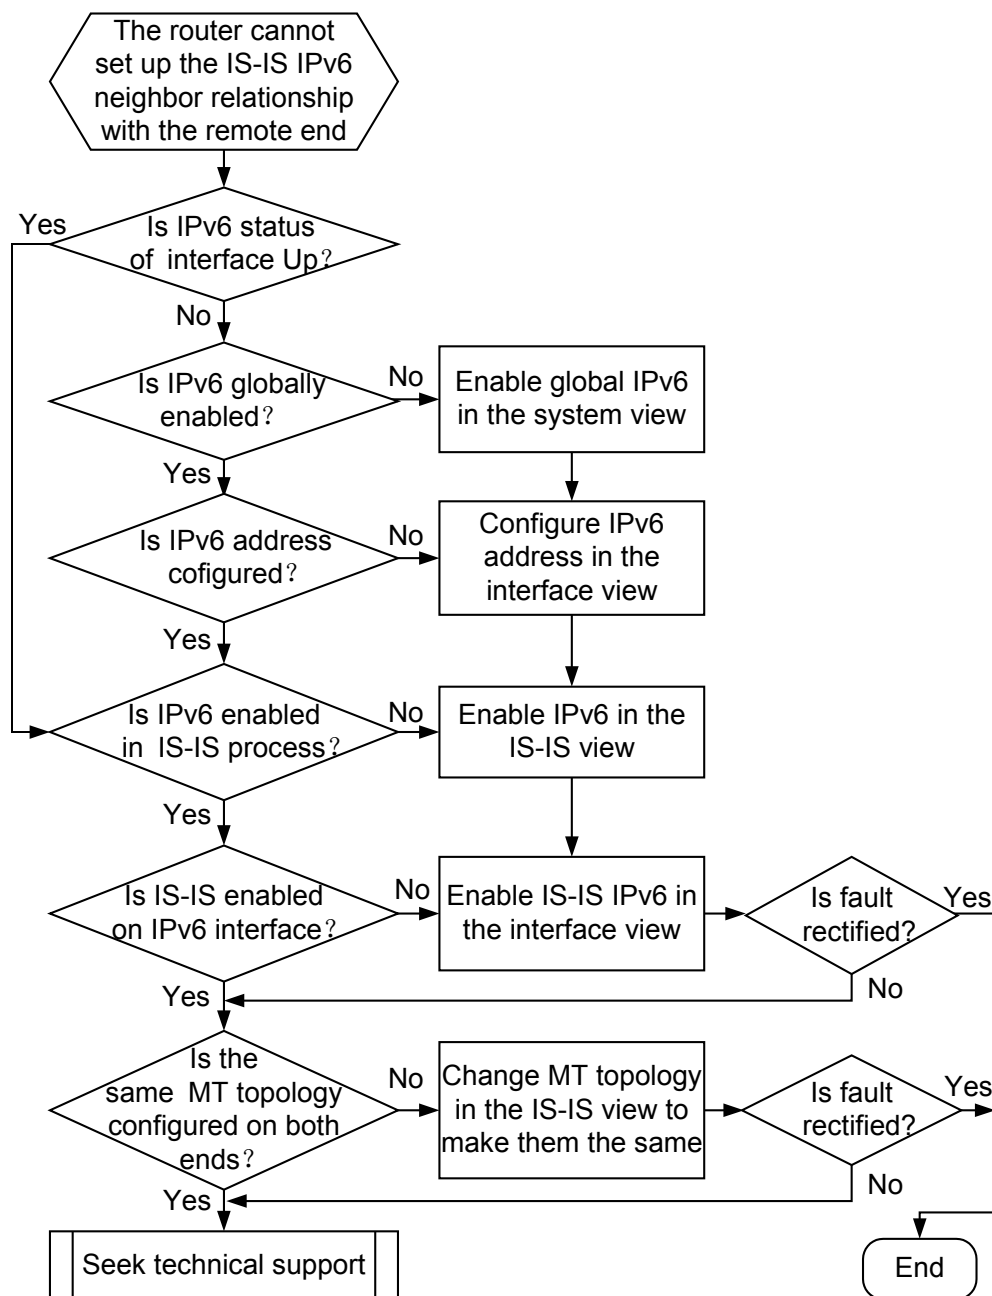 The router cannot
set up the IS-IS IPv6
neighbor relationship
with the remote end
Yes
Is IPv6 status
of interface Up？
No
Is IPv6 globally
enabled？
No
Enable global IPv6
in the system view
Yes
Is IPv6 address
cofigured？
No
Configure IPv6
address in the
interface view
Yes
Is IPv6 enabled
in IS-IS process？
No
Enable IPv6 in the
IS-IS view
Yes
Is IS-IS enabled
on IPv6 interface？
No
Enable IS-IS IPv6 in
the interface view
Is fault
rectified?
Yes
No
Yes
Is the
same MT topology
configured on both
ends？
No
Change MT topology
in the IS-IS view to
make them the same
Is fault
rectified?
Yes
No
Yes
Seek technical support
End